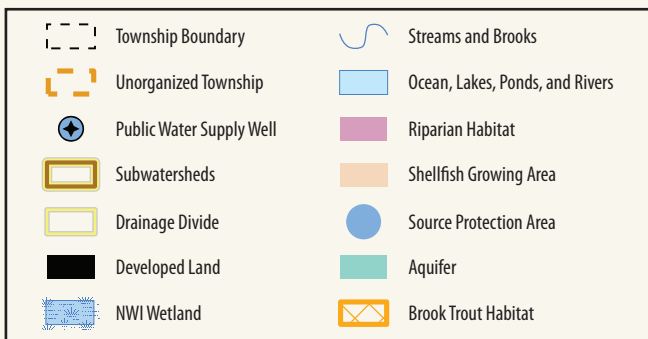 Township Boundary
Unorganized Township
Public Water Supply Well
Subwatersheds
Drainage Divide
Developed Land
NWI Wetland
Streams and Brooks
Ocean, Lakes, Ponds, and Rivers
Riparian Habitat
Shellfish Growing Area
Source Protection Area
Aquifer
Brook Trout Habitat